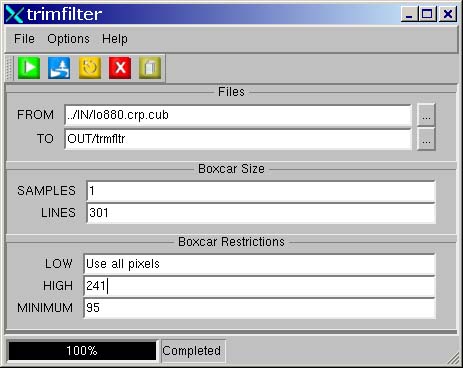 trimfilter
File Options Help
Files
FROM ../IN/Io880.crp.cub ...
TO OUT/trmfltr ...
Boxcar Size
SAMPLES 1
LINES 301
Boxcar Restrictions
LOW Use all pixels
HIGH 241
MINIMUM 95
100% Completed